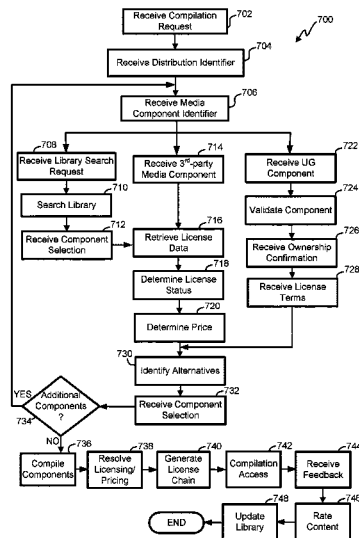 Receive Compilation
Request
702
700
Receive Distribution Identifier
704
Receive Media
Component Identifier
706
708
Receive Library Search
Request
710
Search Library
712
Receive Component
Selection
714
Receive 3rd-party
Media Component
716
Retrieve License
Data
718
Determine License
Status
720
Determine Price
722
Receive UG
Component
724
Validate Component
726
Receive Ownership
Confirmation
728
Receive License
Terms
730
Identify Alternatives
732
Receive Component
Selection
YES
Additional
Components
?
734
NO
736
Compile
Components
738
Resolve
Licensing/
Pricing
740
Generate
License
Chain
742
Compilation
Access
744
Receive
Feedback
746
Rate
Content
748
Update
Library
END